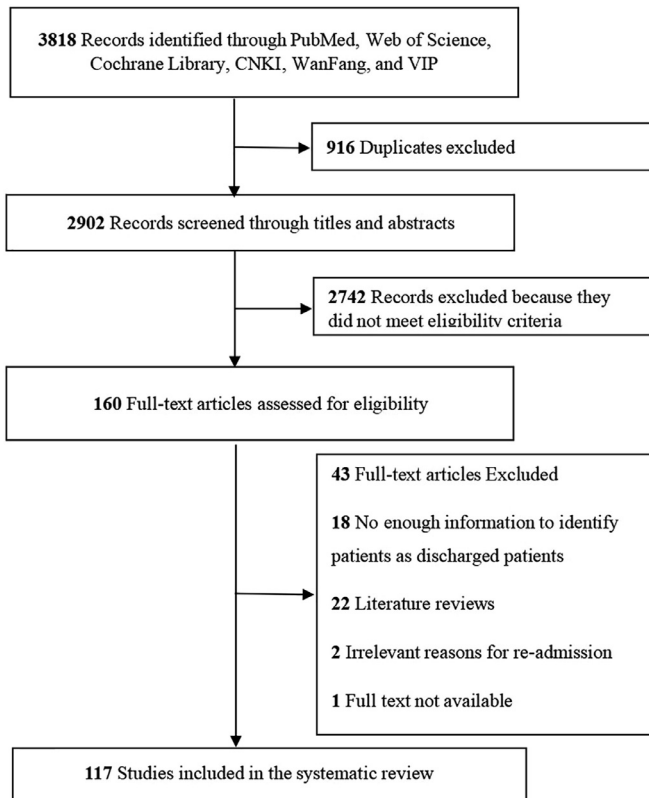 3818 Records identified through PubMed, Web of Science,
Cochrane Library, CNKI, WanFang, and VIP
916 Duplicates excluded
2902 Records screened through titles and abstracts
2742 Records excluded because they
did not meet eligibility criteria
160 Full-text articles assessed for eligibility
43 Full-text articles Excluded
18 No enough information to identify
patients as discharged patients
22 Literature reviews
2 Irrelevant reasons for re-admission
1 Full text not available
117 Studies included in the systematic review